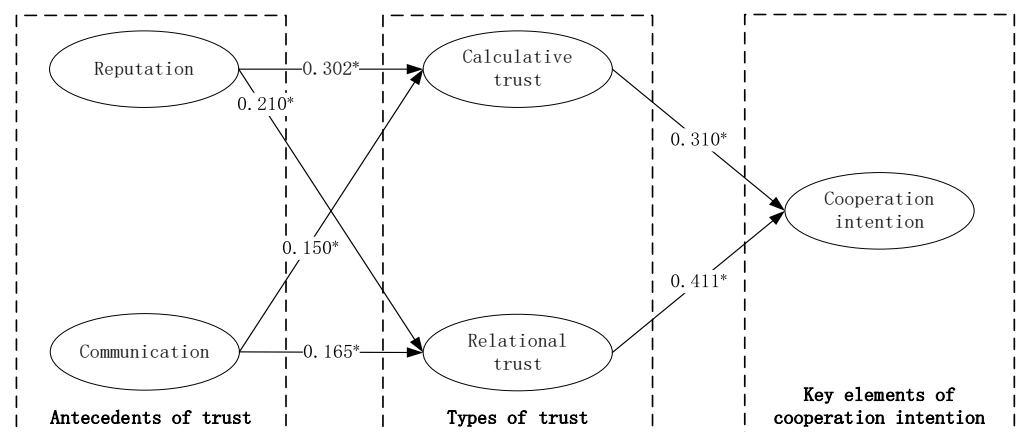 Reputation
0.302*
Calculative
trust
0.210*
0.310*
Cooperation
intention
0.150*
0.411*
Communication
0.165*
Relational
trust
Antecedents of trust
Types of trust
Key elements of
cooperation intention